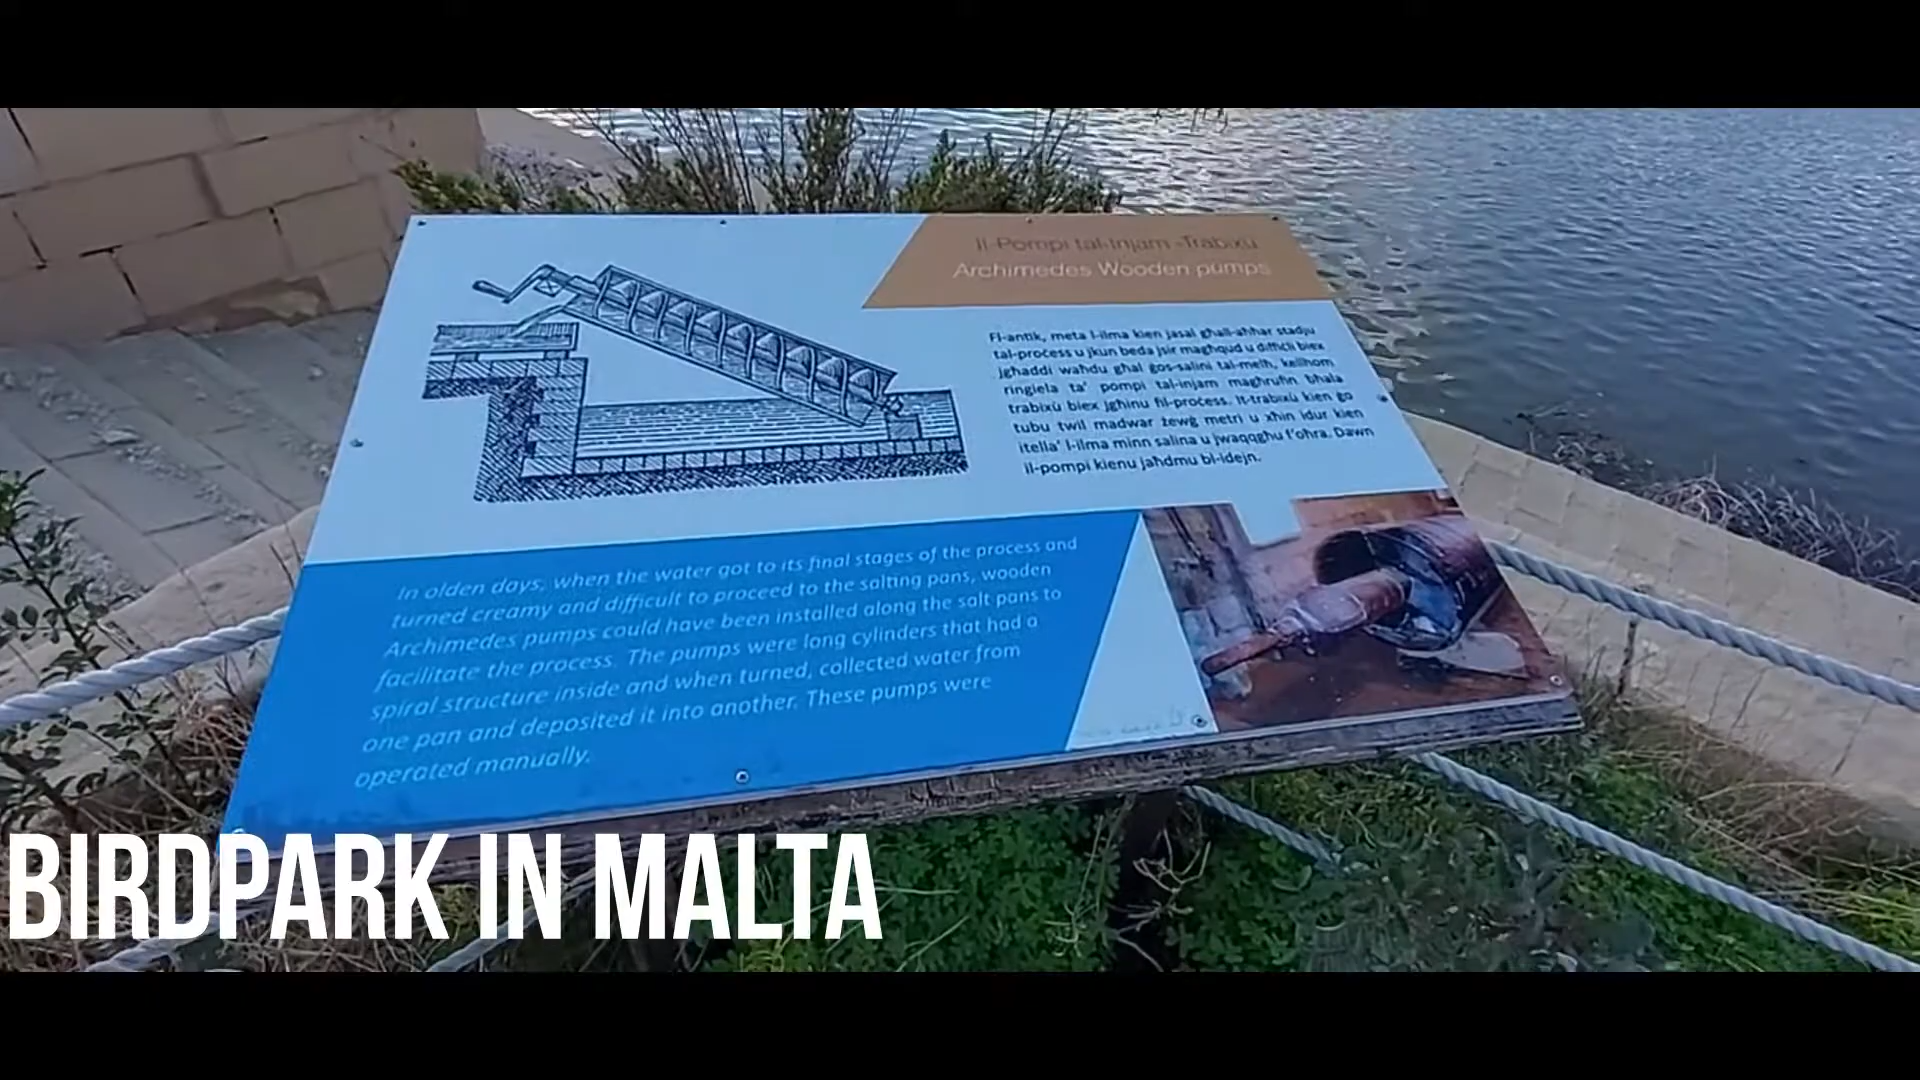 Il-Pompi tal-Injam -Trabixù
Archimedes Wooden pumps
Fl-antik, meta l-ilma kien jasal għall-aħħar stadju
tal-proċess u jkun beda jsir magħqud u diffiċli biex
jgħaddi waħdu għal ġos-salini tal-melħ, kellhom
ringiela ta' pompi tal-injam magħrufin bħala
trabixù biex jgħinu fil-proċess. It-trabixù kien ġo
tubu twil madwar żewġ metri u xħin idur kien
itella' l-ilma minn salina u jwaqqgħu f'oħra. Dawn
il-pompi kienu jaħdmu bl-idejn.
In olden days, when the water got to its final stages of the process and
turned creamy and difficult to proceed to the salting pans, wooden
Archimedes pumps could have been installed along the salt pans to
facilitate the process. The pumps were long cylinders that had a
spiral structure inside and when turned, collected water from
one pan and deposited it into another. These pumps were
operated manually.
BIRDPARK IN MALTA